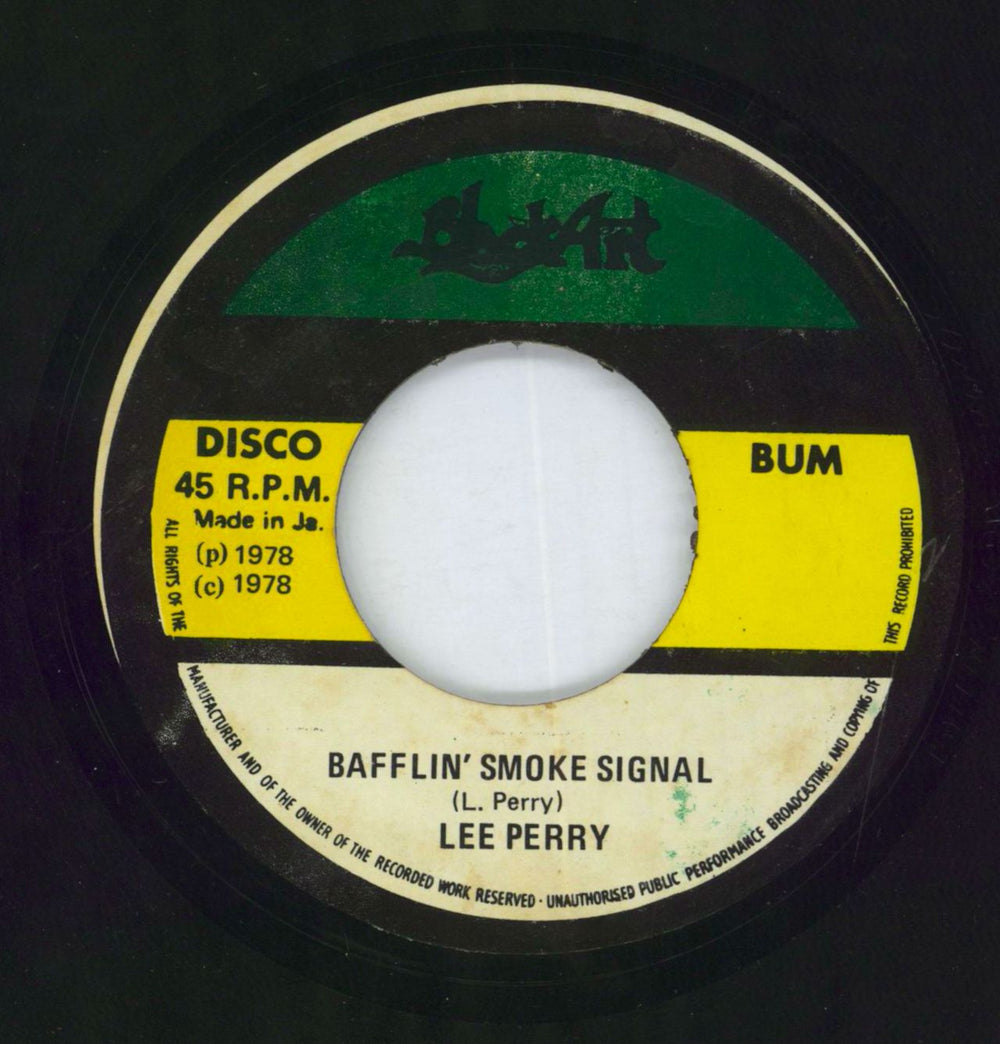 Black Art
DISCO
45 R.P.M.
Made in Ja.
(p) 1978
(c) 1978
BUM
BAFFLIN' SMOKE SIGNAL
(L. Perry)
LEE PERRY
ALL RIGHTS OF THE MANUFACTURER AND OF THE OWNER OF THE RECORDED WORK RESERVED · UNAUTHORISED PUBLIC PERFORMANCE BROADCASTING AND COPYING OF THIS RECORD PROHIBITED